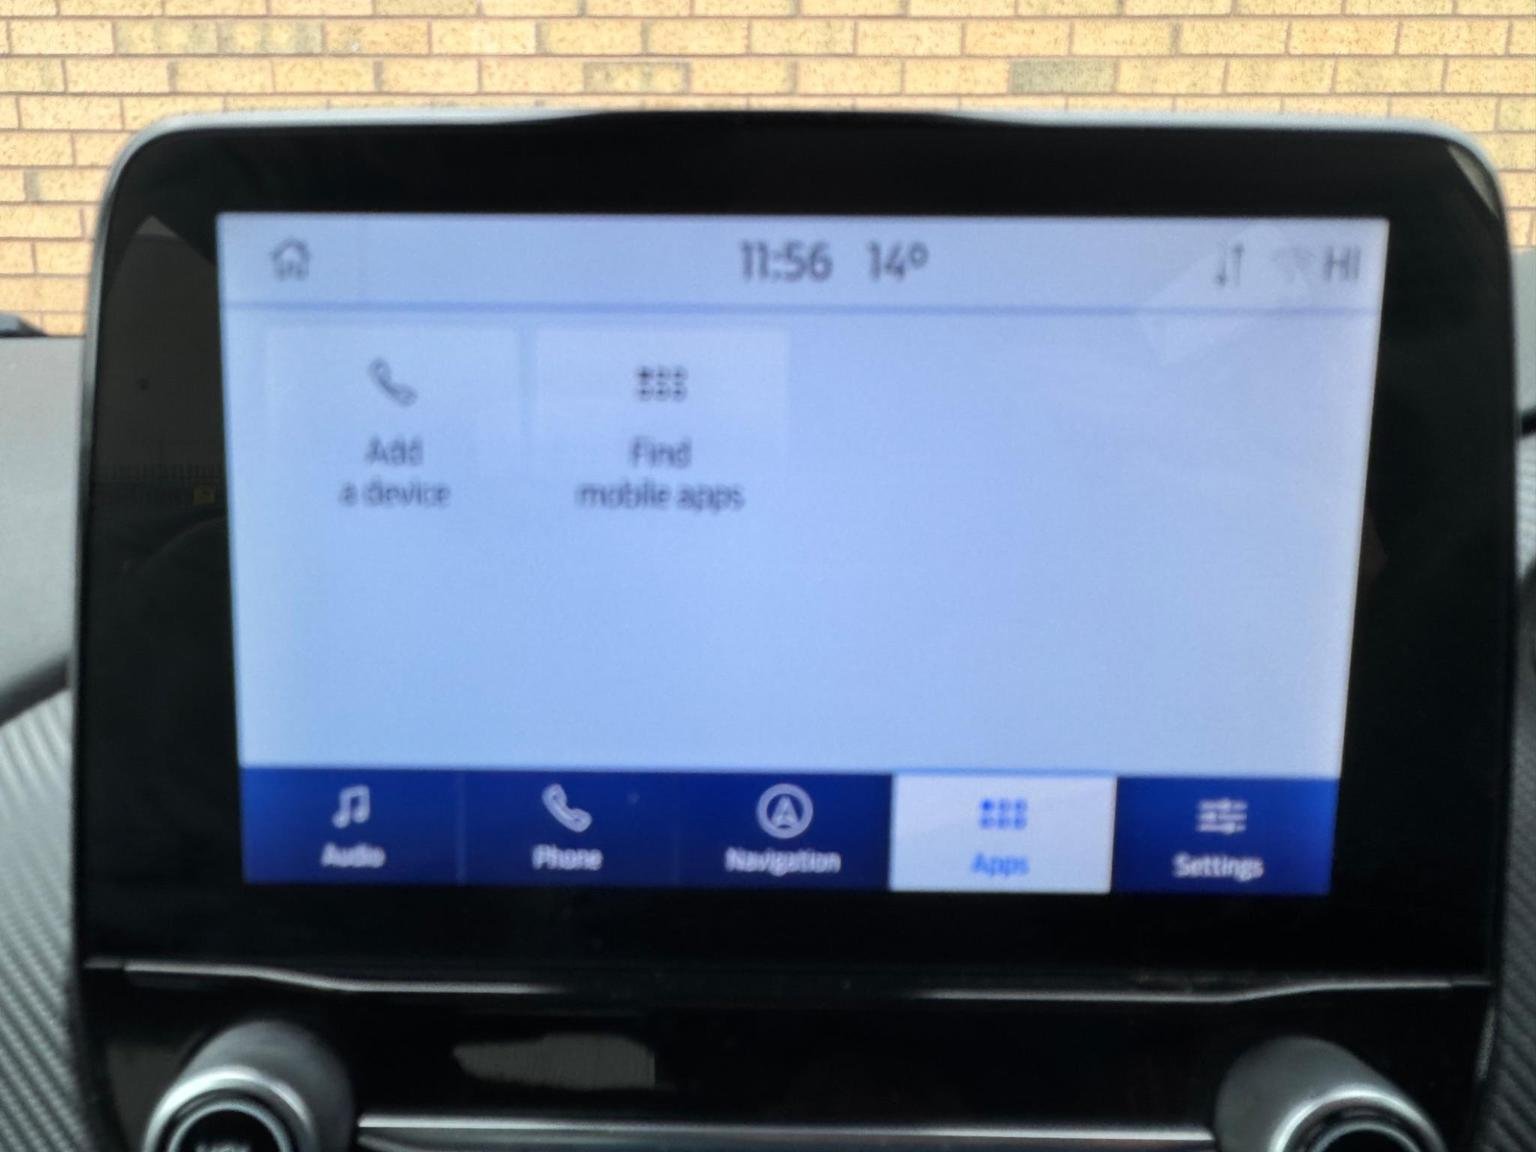 11:56 14° HI
Add
a device
Find
mobile apps
Audio
Phone
Navigation
Apps
Settings